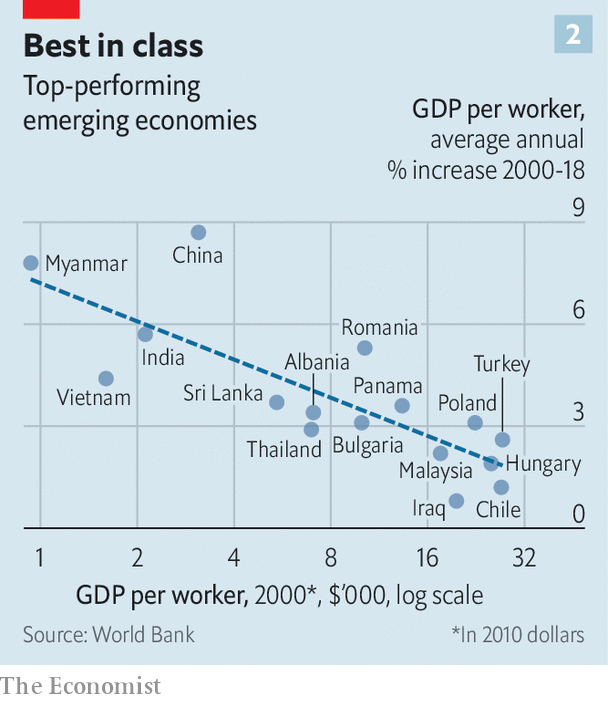 Best in class
2
Top-performing
emerging economies
GDP per worker,
average annual
% increase 2000-18
9
China
Myanmar
6
Romania
India
Albania
Turkey
Vietnam
Sri Lanka
Panama
Poland
3
Thailand
Bulgaria
Malaysia
Hungary
Iraq
Chile
0
1 2 4 8 16 32
GDP per worker, 2000*, $’000, log scale
Source: World Bank
*In 2010 dollars
The Economist